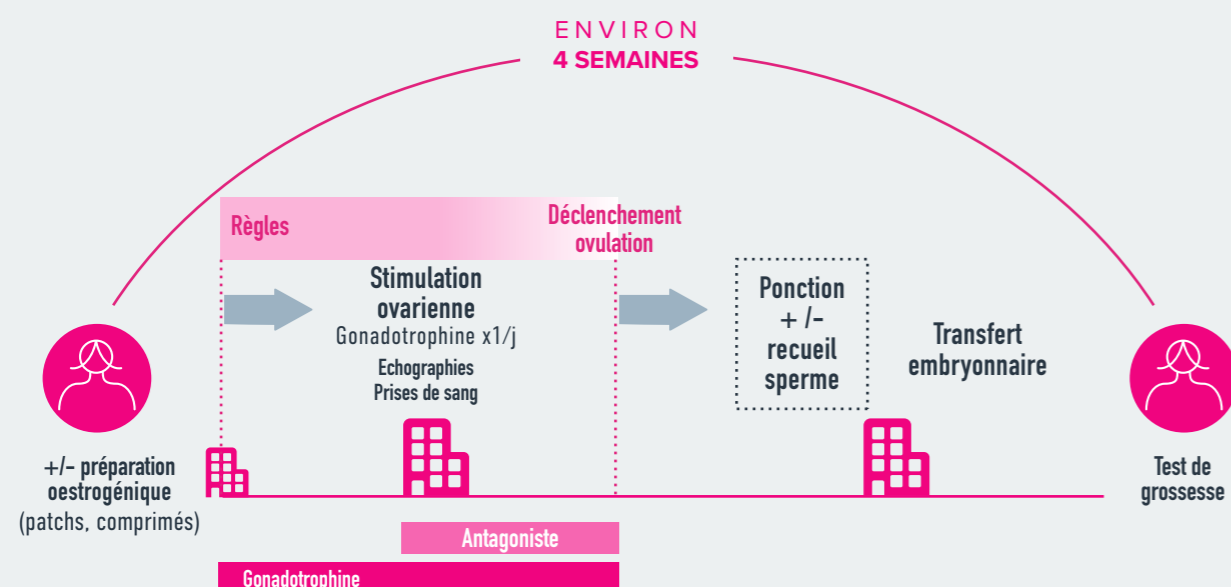 ENVIRON
4 SEMAINES
Règles
Déclenchement
ovulation
Stimulation
ovarienne
Gonadotrophine x1/j
Echographies
Prises de sang
Ponction
+ /-
recueil
sperme
Transfert
embryonnaire
+/- préparation
oestrogénique
(patchs, comprimés)
Test de
grossesse
Antagoniste
Gonadotrophine